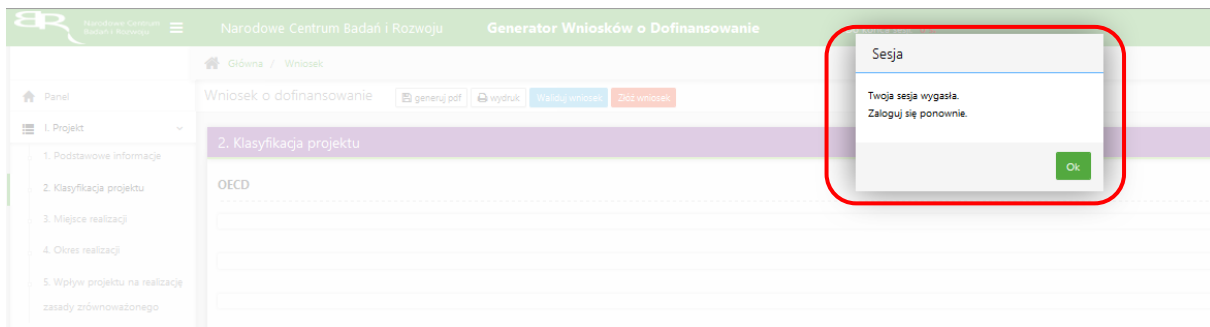 Narodowe Centrum
Badań i Rozwoju
Narodowe Centrum Badań i Rozwoju
Generator Wniosków o Dofinansowanie
Główna / Wniosek
Panel
Wniosek o dofinansowanie
generuj pdf
wydruk
Waliduj wniosek
Złóż wniosek
I. Projekt
1. Podstawowe informacje
2. Klasyfikacja projektu
3. Miejsce realizacji
4. Okres realizacji
5. Wpływ projektu na realizację
zasady zrównoważonego
2. Klasyfikacja projektu
OECD
Sesja
Twoja sesja wygasła.
Zaloguj się ponownie.
Ok